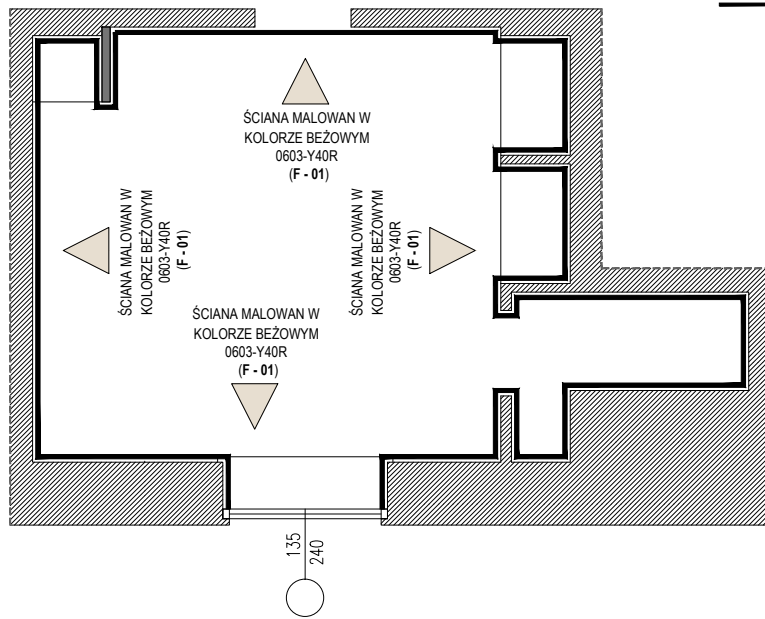 ŚCIANA MALOWAN W
KOLORZE BEŻOWYM
0603-Y40R
(F - 01)
ŚCIANA MALOWAN W
KOLORZE BEŻOWYM
0603-Y40R
(F - 01)
ŚCIANA MALOWAN W
KOLORZE BEŻOWYM
0603-Y40R
(F - 01)
ŚCIANA MALOWAN W
KOLORZE BEŻOWYM
0603-Y40R
(F - 01)
135
240